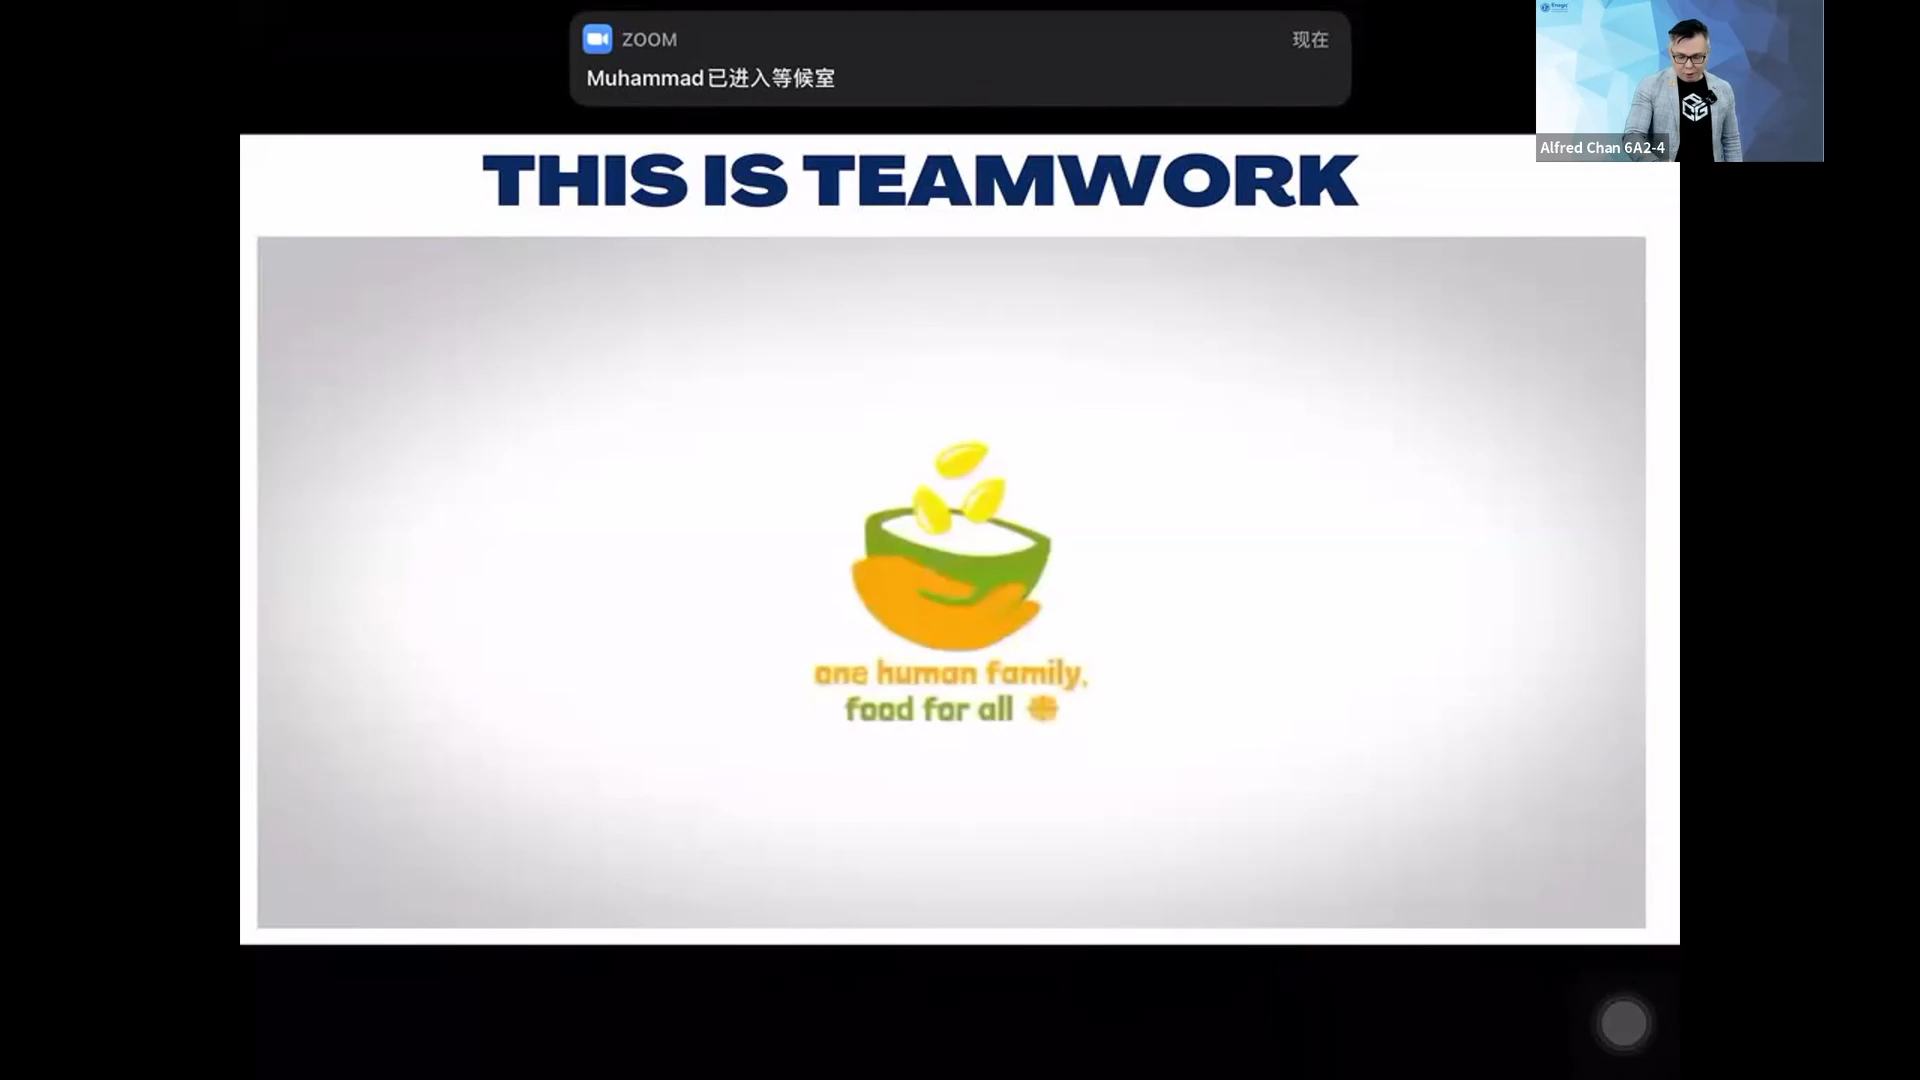 ZOOM
现在
Muhammad已进入等候室
Enagic
Alfred Chan 6A2-4
THIS IS TEAMWORK
one human family,
food for all